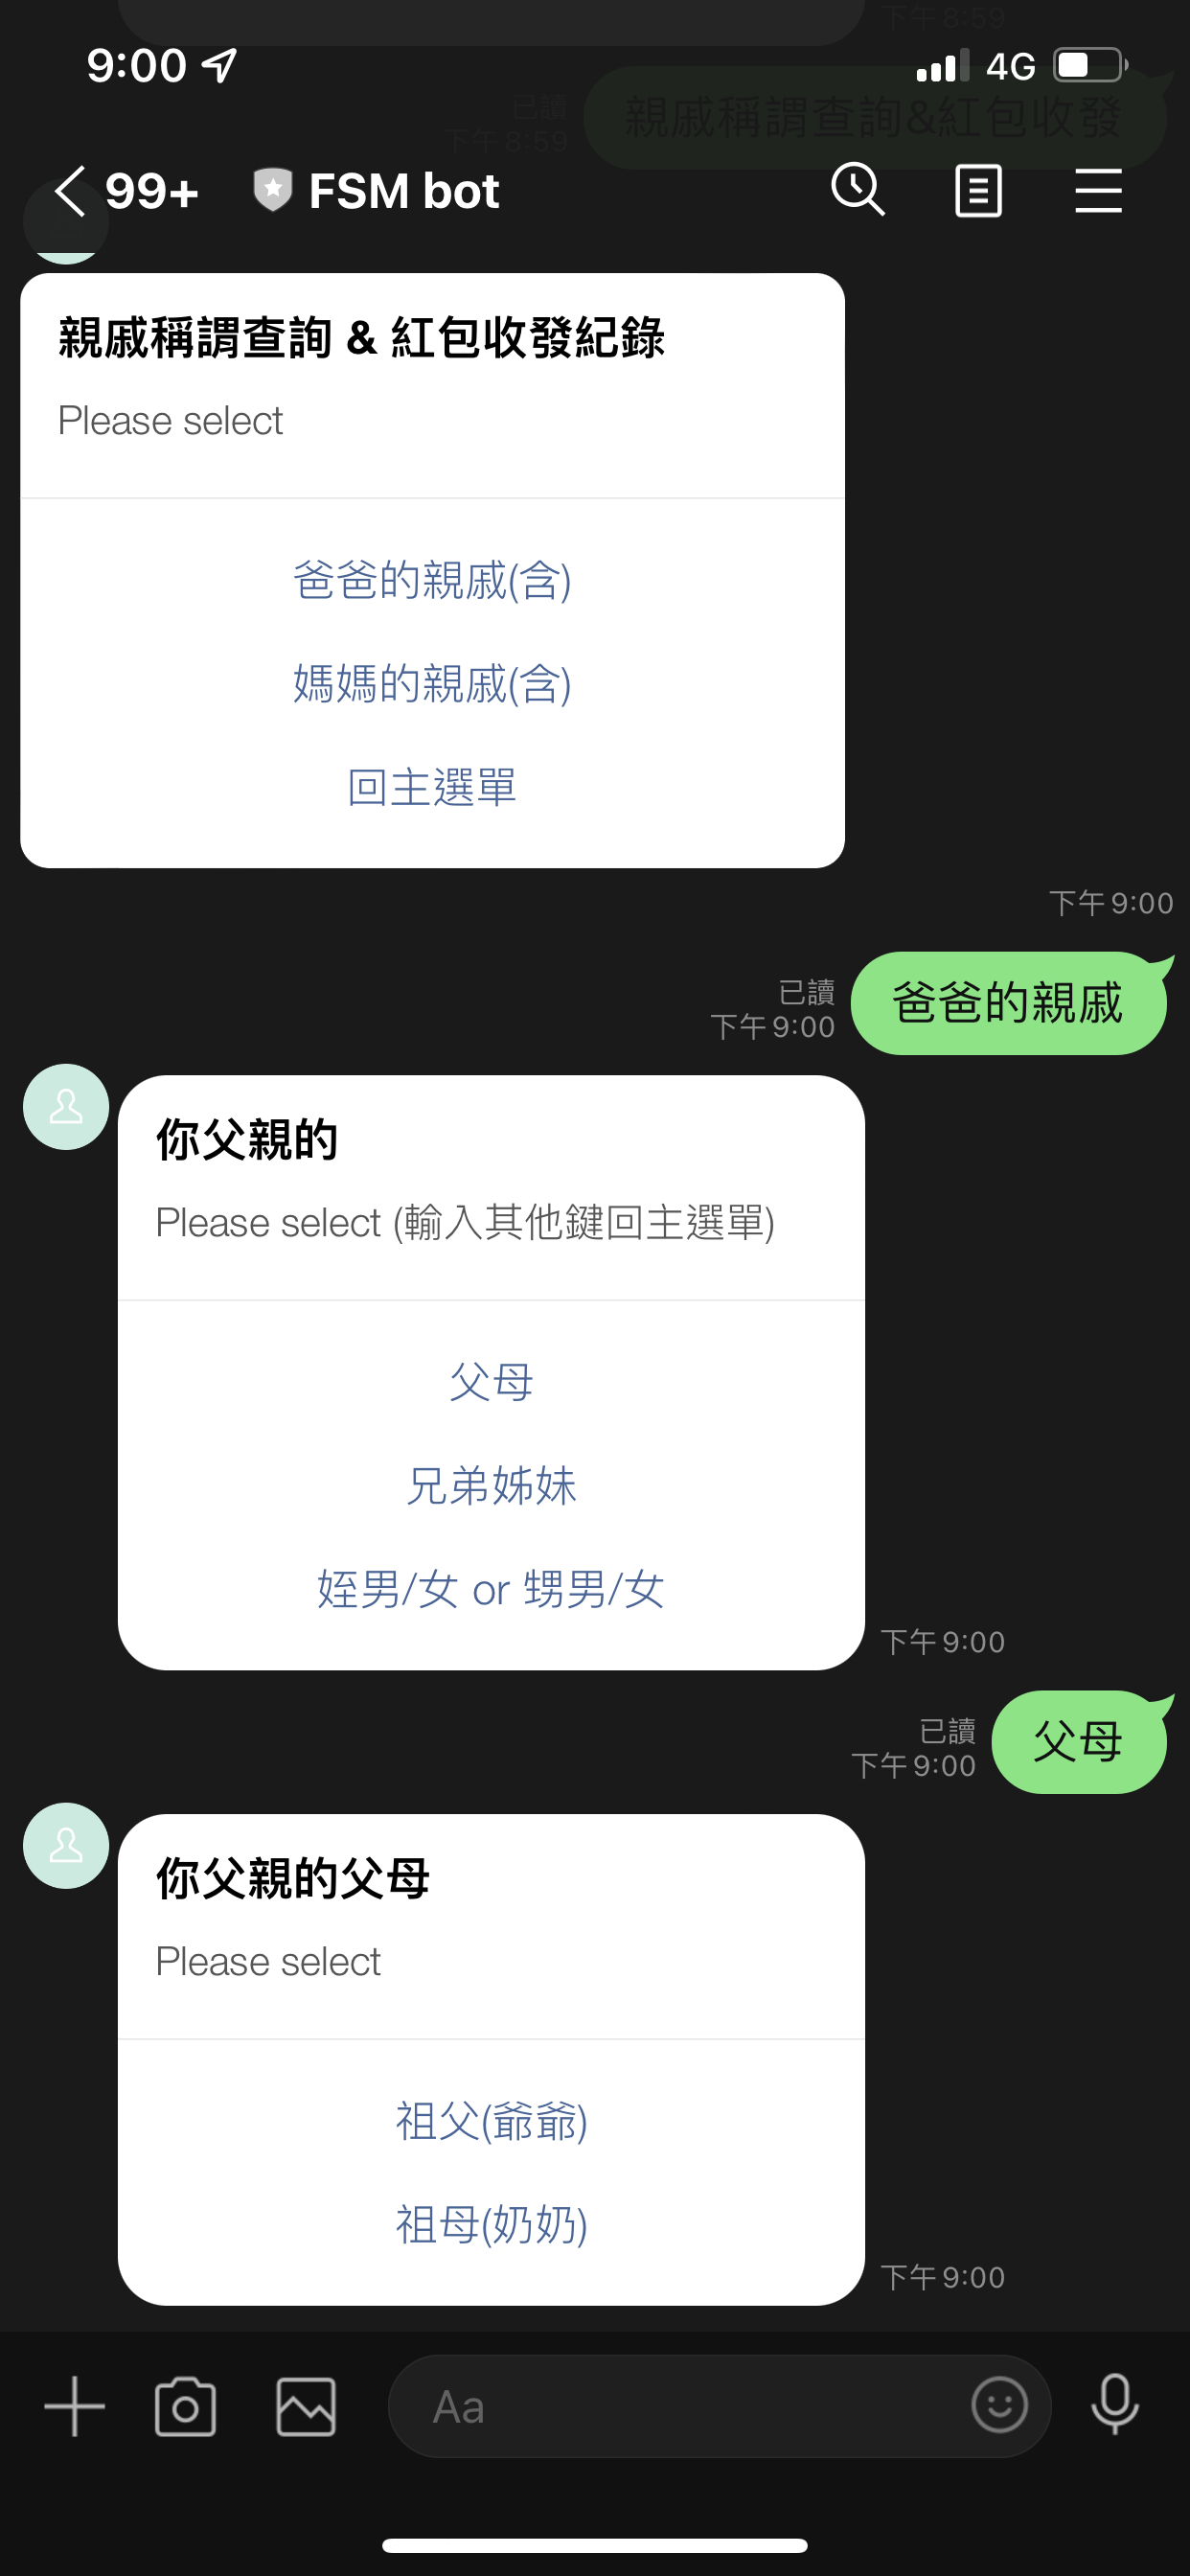 下午 8:59
9:00
4G
已讀
下午 8:59
親戚稱謂查詢&紅包收發
99+
FSM bot
親戚稱謂查詢 & 紅包收發紀錄
Please select
爸爸的親戚(含)
媽媽的親戚(含)
回主選單
下午 9:00
已讀
下午 9:00
爸爸的親戚
你父親的
Please select (輸入其他鍵回主選單)
父母
兄弟姊妹
姪男/女 or 甥男/女
下午 9:00
已讀
下午 9:00
父母
你父親的父母
Please select
祖父(爺爺)
祖母(奶奶)
下午 9:00
Aa